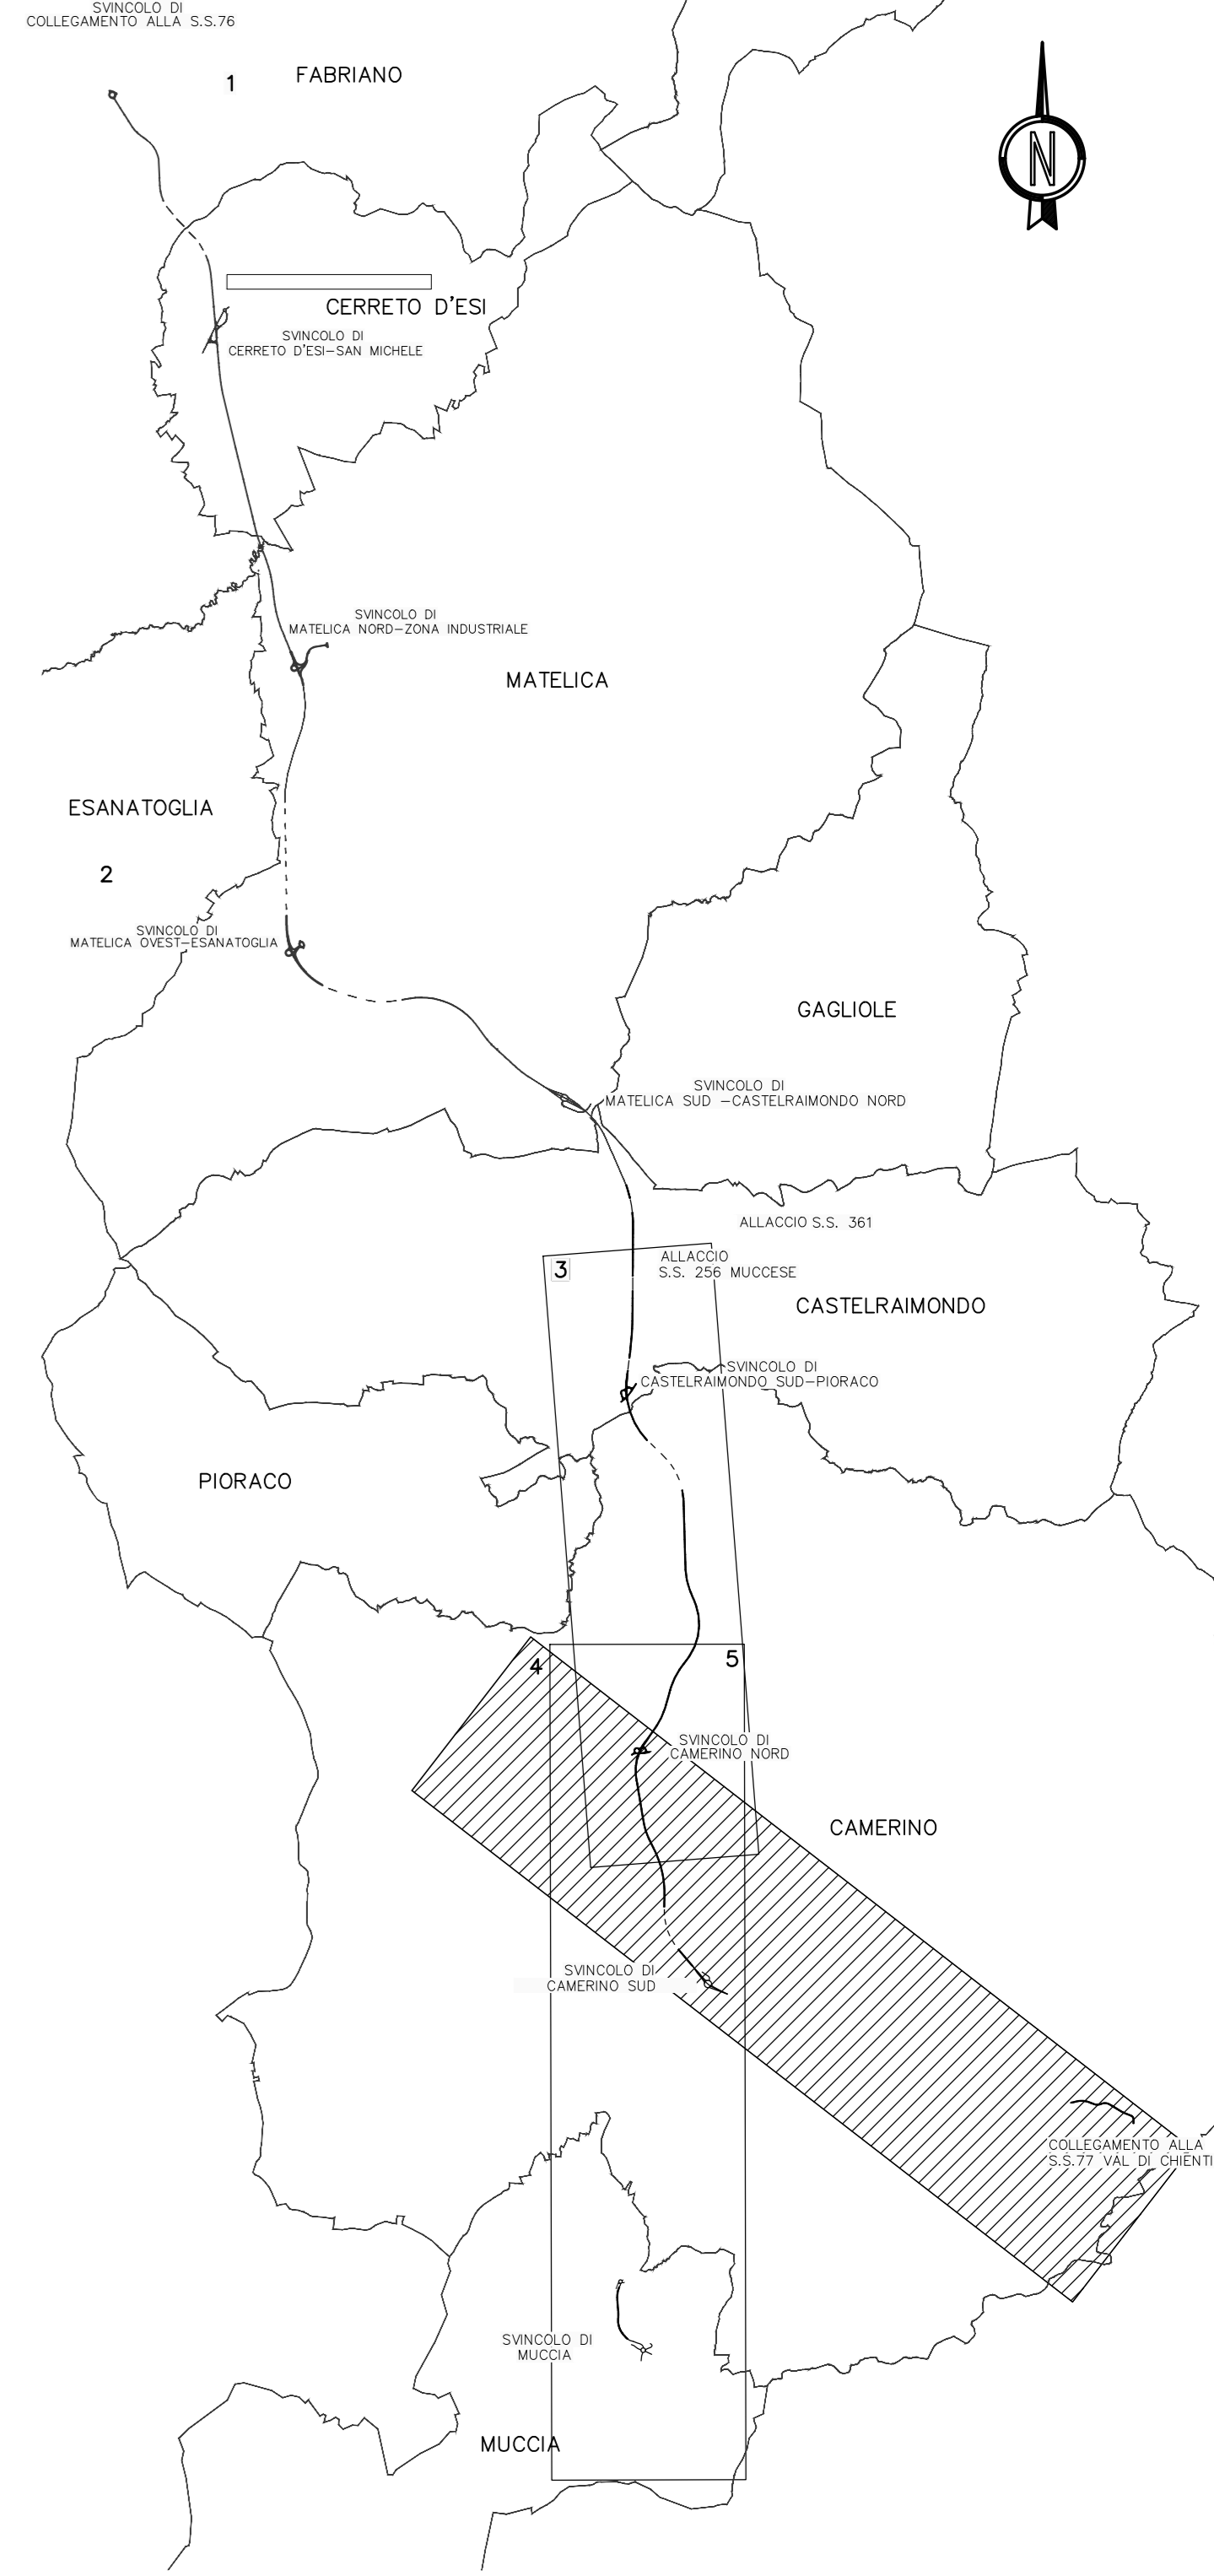 SVINCOLO DI
COLLEGAMENTO ALLA S.S.76
1
FABRIANO
N
CERRETO D'ESI
SVINCOLO DI
CERRETO D'ESI-SAN MICHELE
SVINCOLO DI
MATELICA NORD-ZONA INDUSTRIALE
MATELICA
ESANATOGLIA
2
SVINCOLO DI
MATELICA OVEST-ESANATOGLIA
GAGLIOLE
SVINCOLO DI
MATELICA SUD -CASTELRAIMONDO NORD
ALLACCIO S.S. 361
ALLACCIO
S.S. 256 MUCCESE
3
CASTELRAIMONDO
SVINCOLO DI
CASTELRAIMONDO SUD-PIORACO
PIORACO
4
5
SVINCOLO DI
CAMERINO NORD
CAMERINO
SVINCOLO DI
CAMERINO SUD
COLLEGAMENTO ALLA
S.S.77 VAL DI CHIENTI
SVINCOLO DI
MUCCIA
MUCCIA